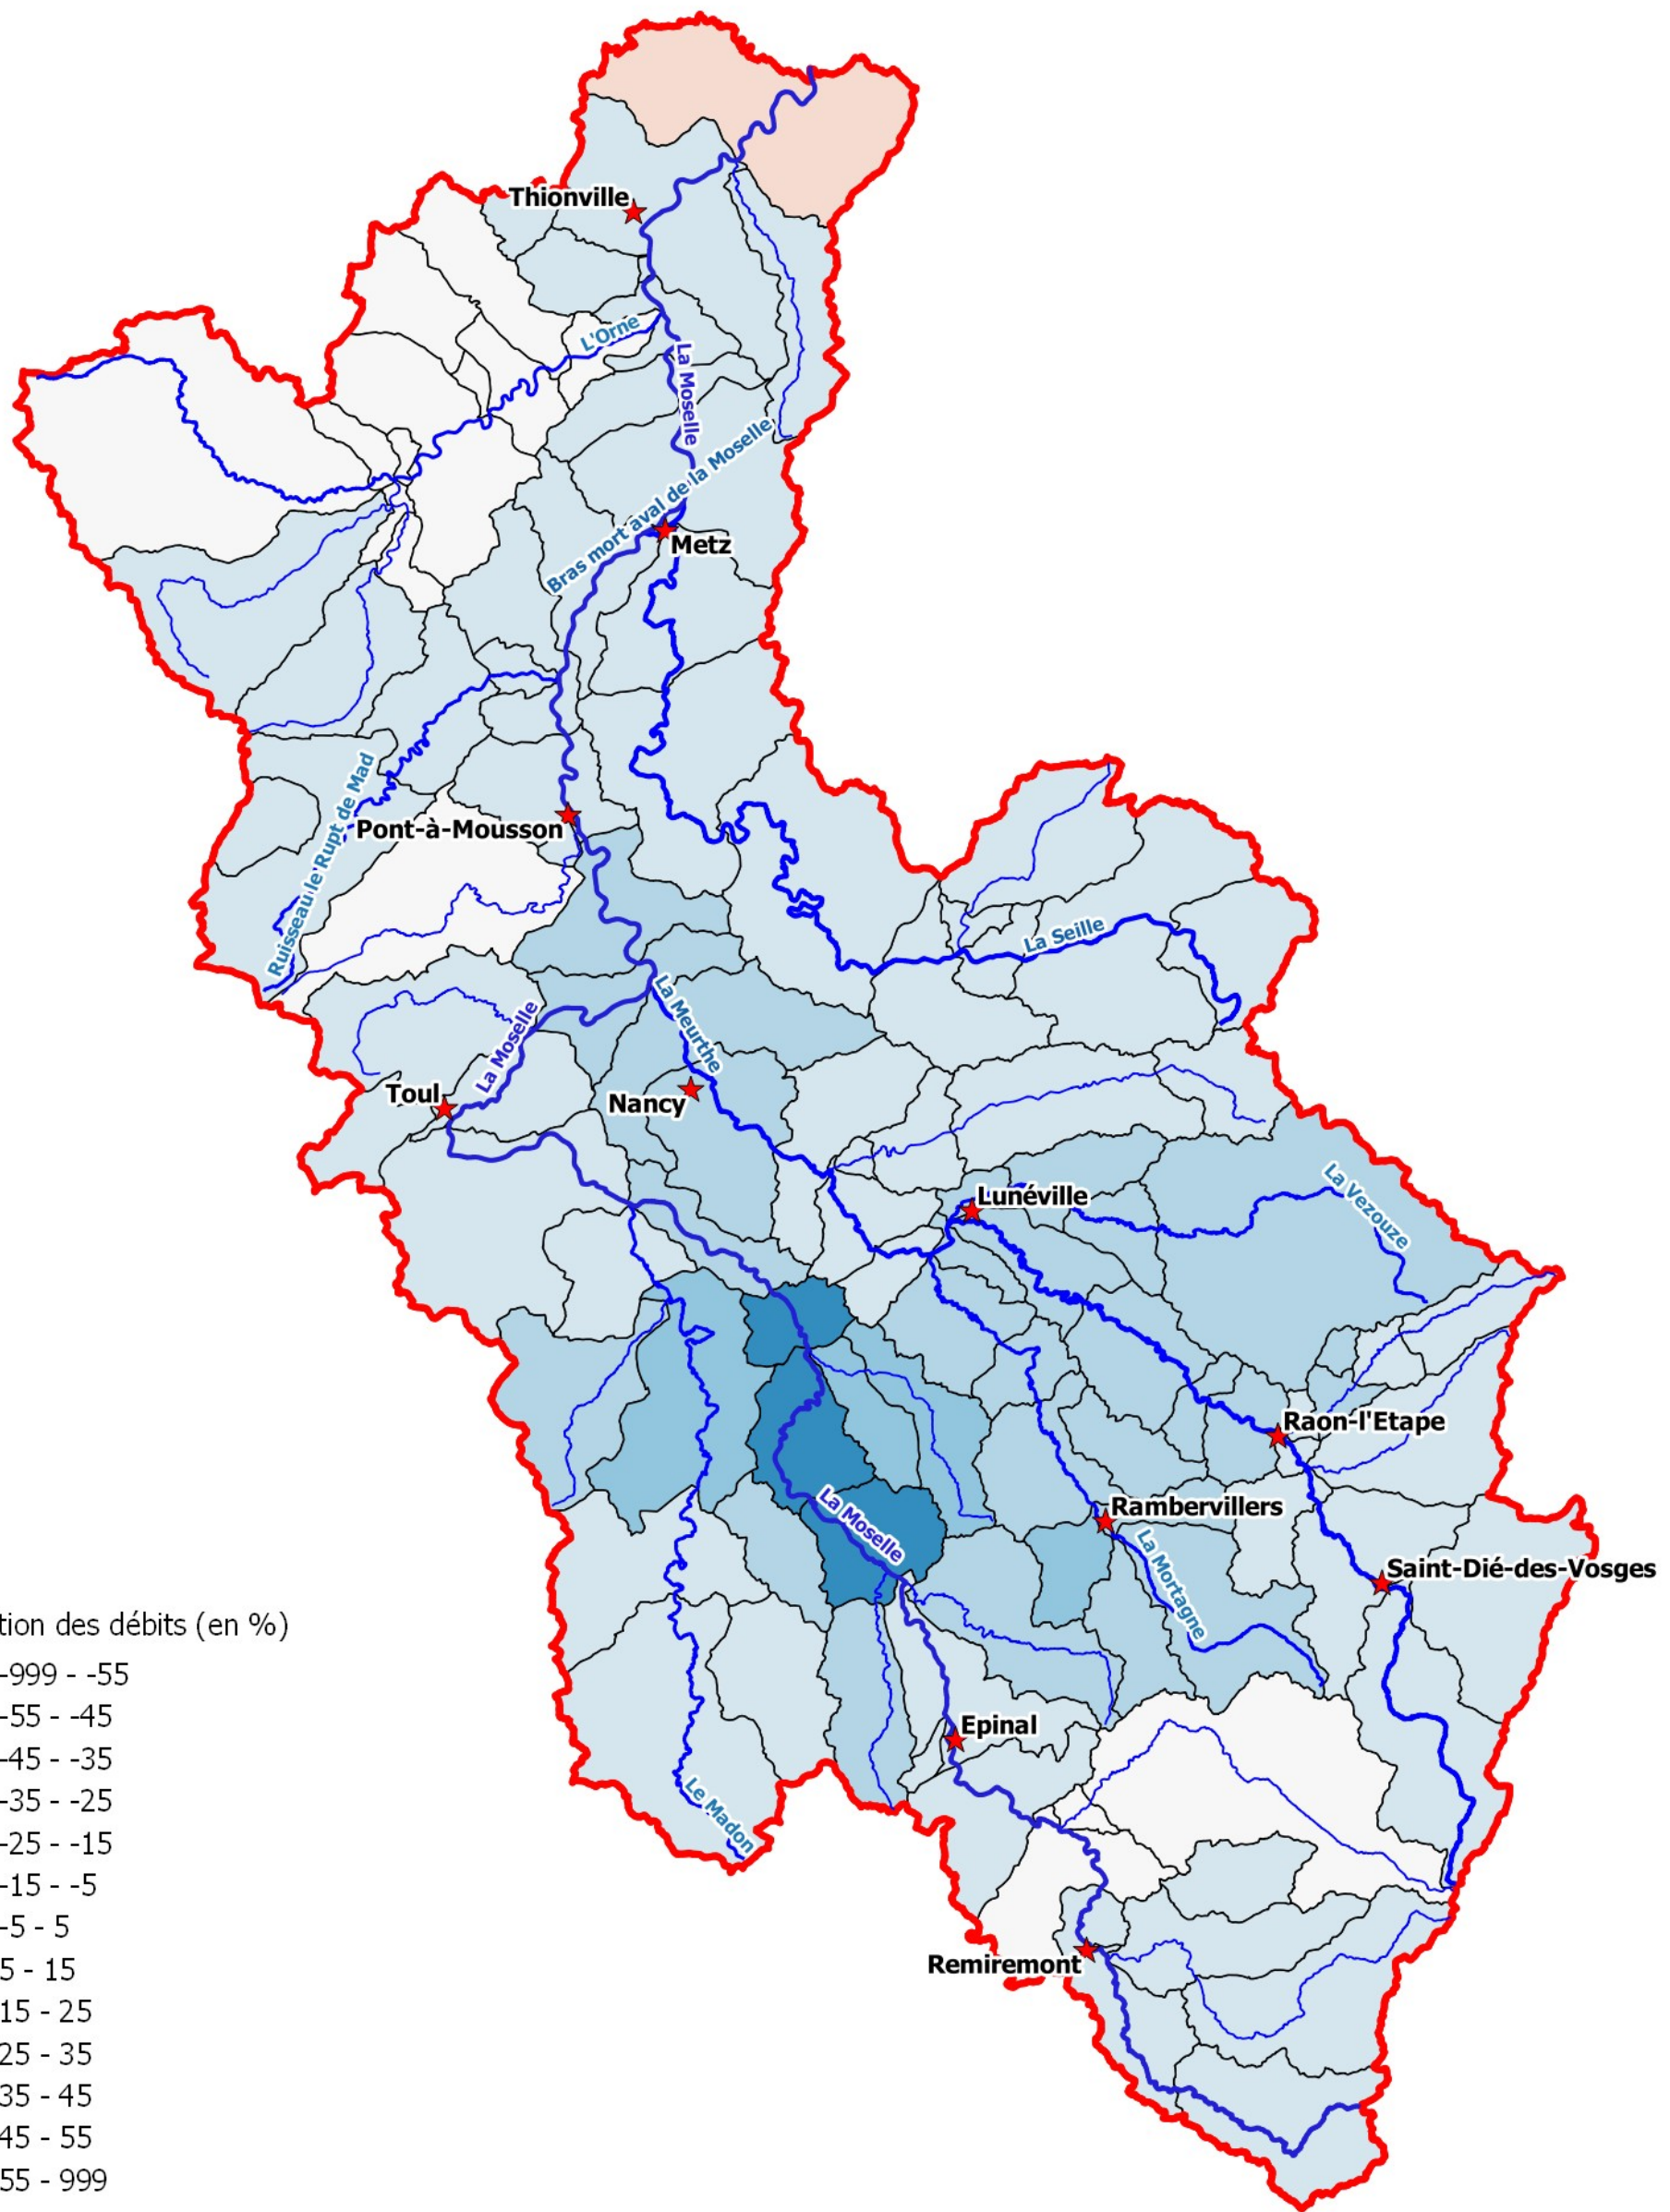 Thionville
L'Orne
La Moselle
Bras mort aval de la Moselle
Metz
Ruisseau le Rupt de Mad
Pont-à-Mousson
La Seille
La Moselle
La Meurthe
Toul
Nancy
Lunéville
La Vezouze
Raon-l'Etape
La Moselle
Rambervillers
La Mortagne
Saint-Dié-des-Vosges
Epinal
Le Madon
Remiremont
tion des débits (en %)
-999 - -55
-55 - -45
-45 - -35
-35 - -25
-25 - -15
-15 - -5
-5 - 5
5 - 15
15 - 25
25 - 35
35 - 45
45 - 55
55 - 999